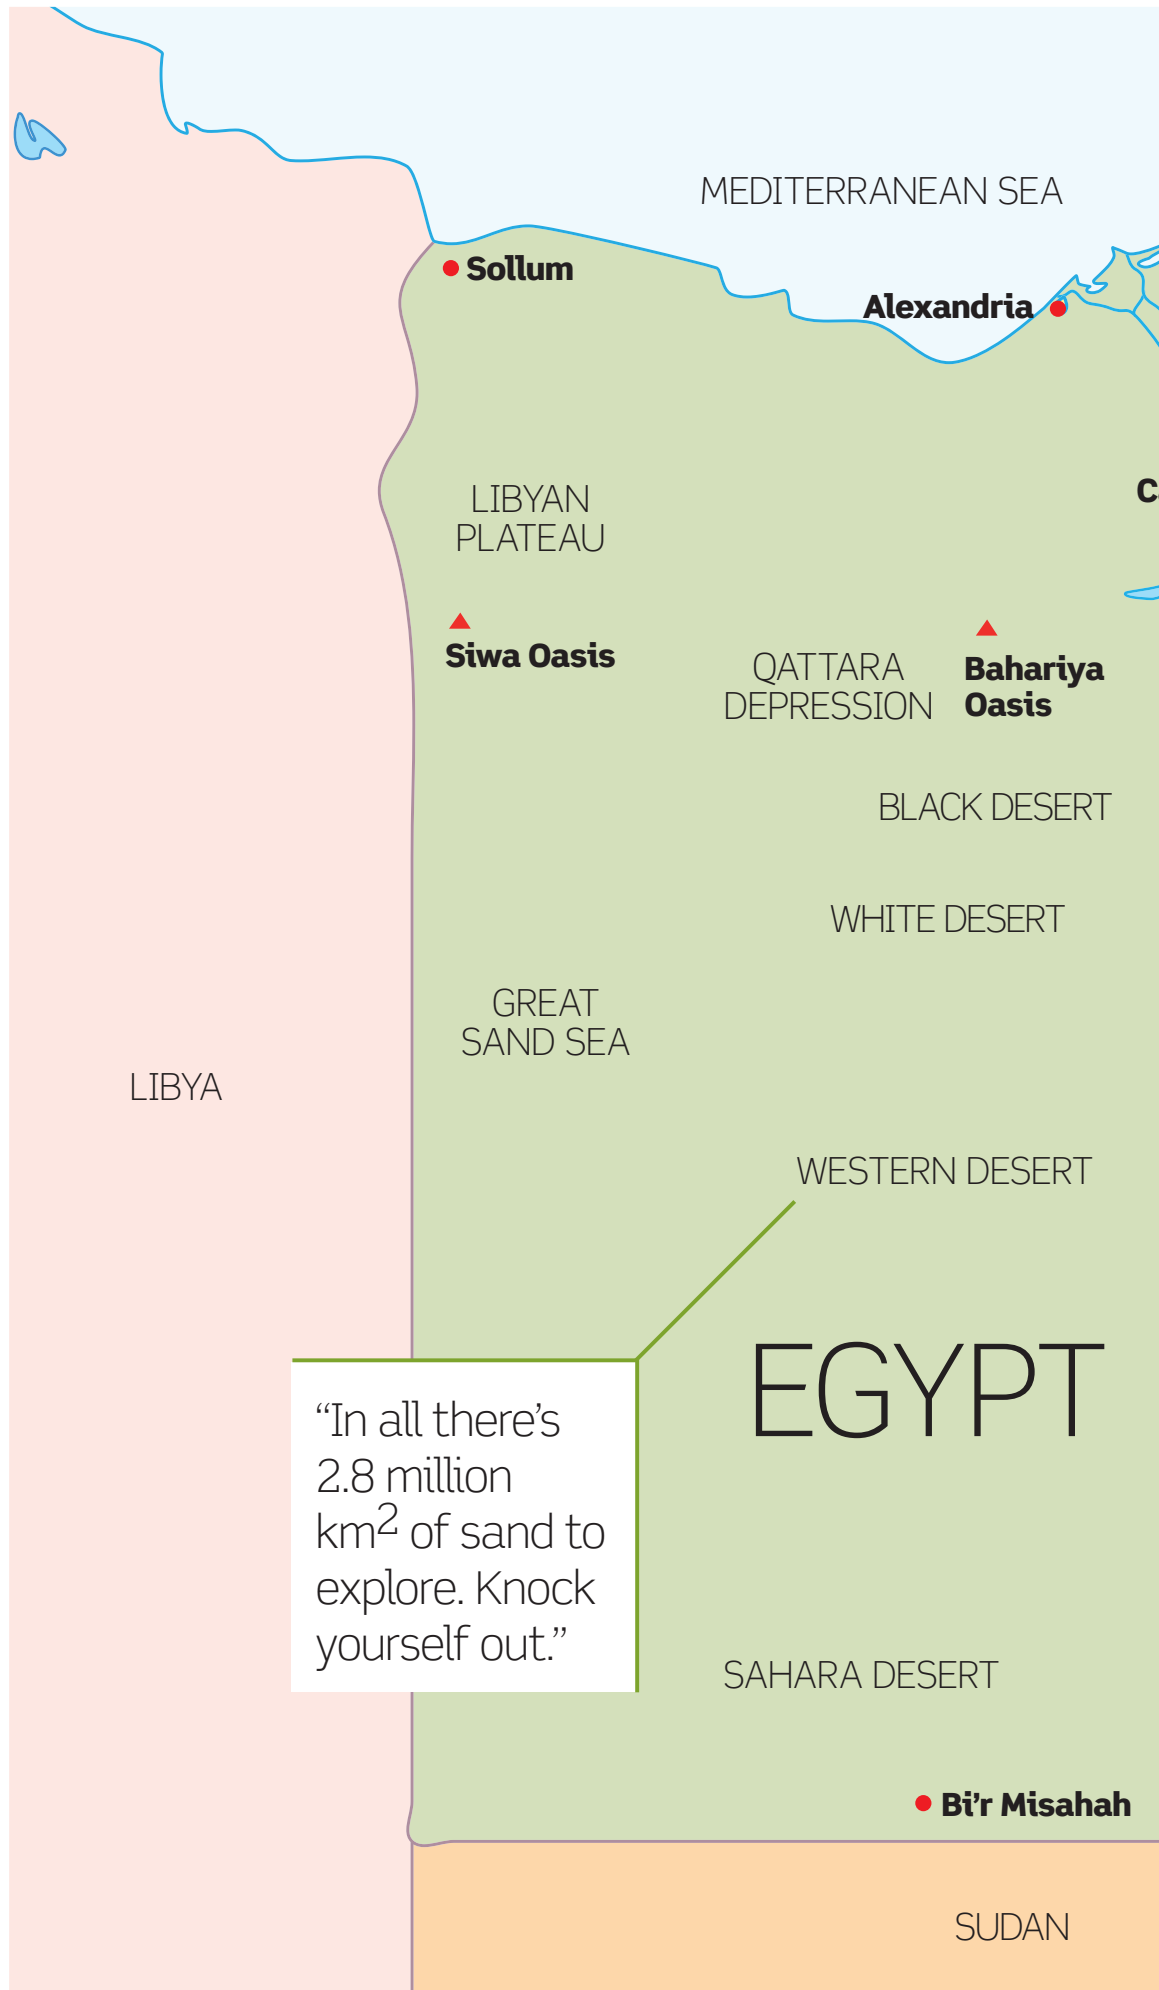 MEDITERRANEAN SEA
Sollum
Alexandria
LIBYAN
PLATEAU
Siwa Oasis
QATTARA
DEPRESSION
Bahariya
Oasis
BLACK DESERT
WHITE DESERT
GREAT
SAND SEA
LIBYA
WESTERN DESERT
EGYPT
“In all there’s
2.8 million
km² of sand to
explore. Knock
yourself out.”
SAHARA DESERT
Bi’r Misahah
SUDAN